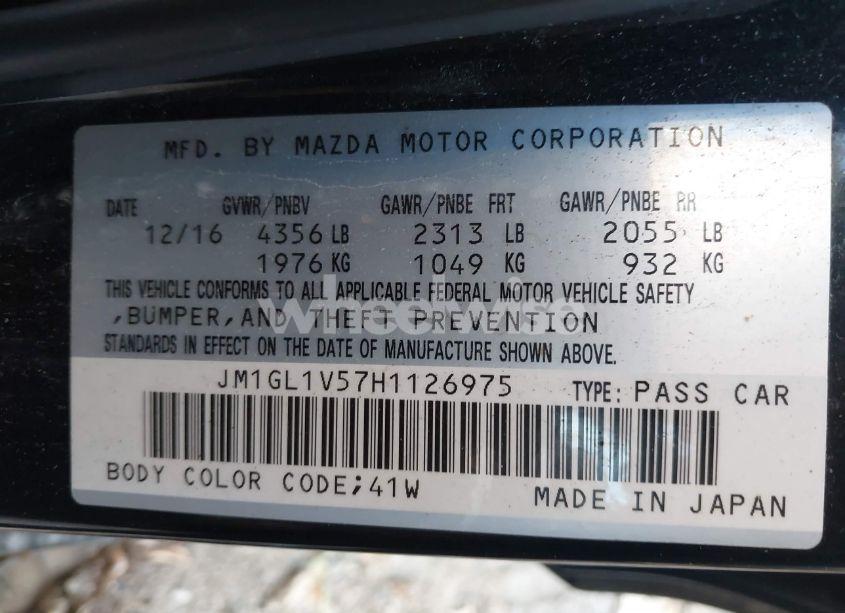 MFD. BY MAZDA MOTOR CORPORATION
DATE GVWR/PNBV GAWR/PNBE FRT GAWR/PNBE RR
12/16 4356 LB 2313 LB 2055 LB
1976 KG 1049 KG 932 KG
THIS VEHICLE CONFORMS TO ALL APPLICABLE FEDERAL MOTOR VEHICLE SAFETY
,BUMPER,AND THEFT PREVENTION
wheelwise
STANDARDS IN EFFECT ON THE DATE OF MANUFACTURE SHOWN ABOVE.
JM1GL1V57H1126975 TYPE: PASS CAR
BODY COLOR CODE;41W
MADE IN JAPAN